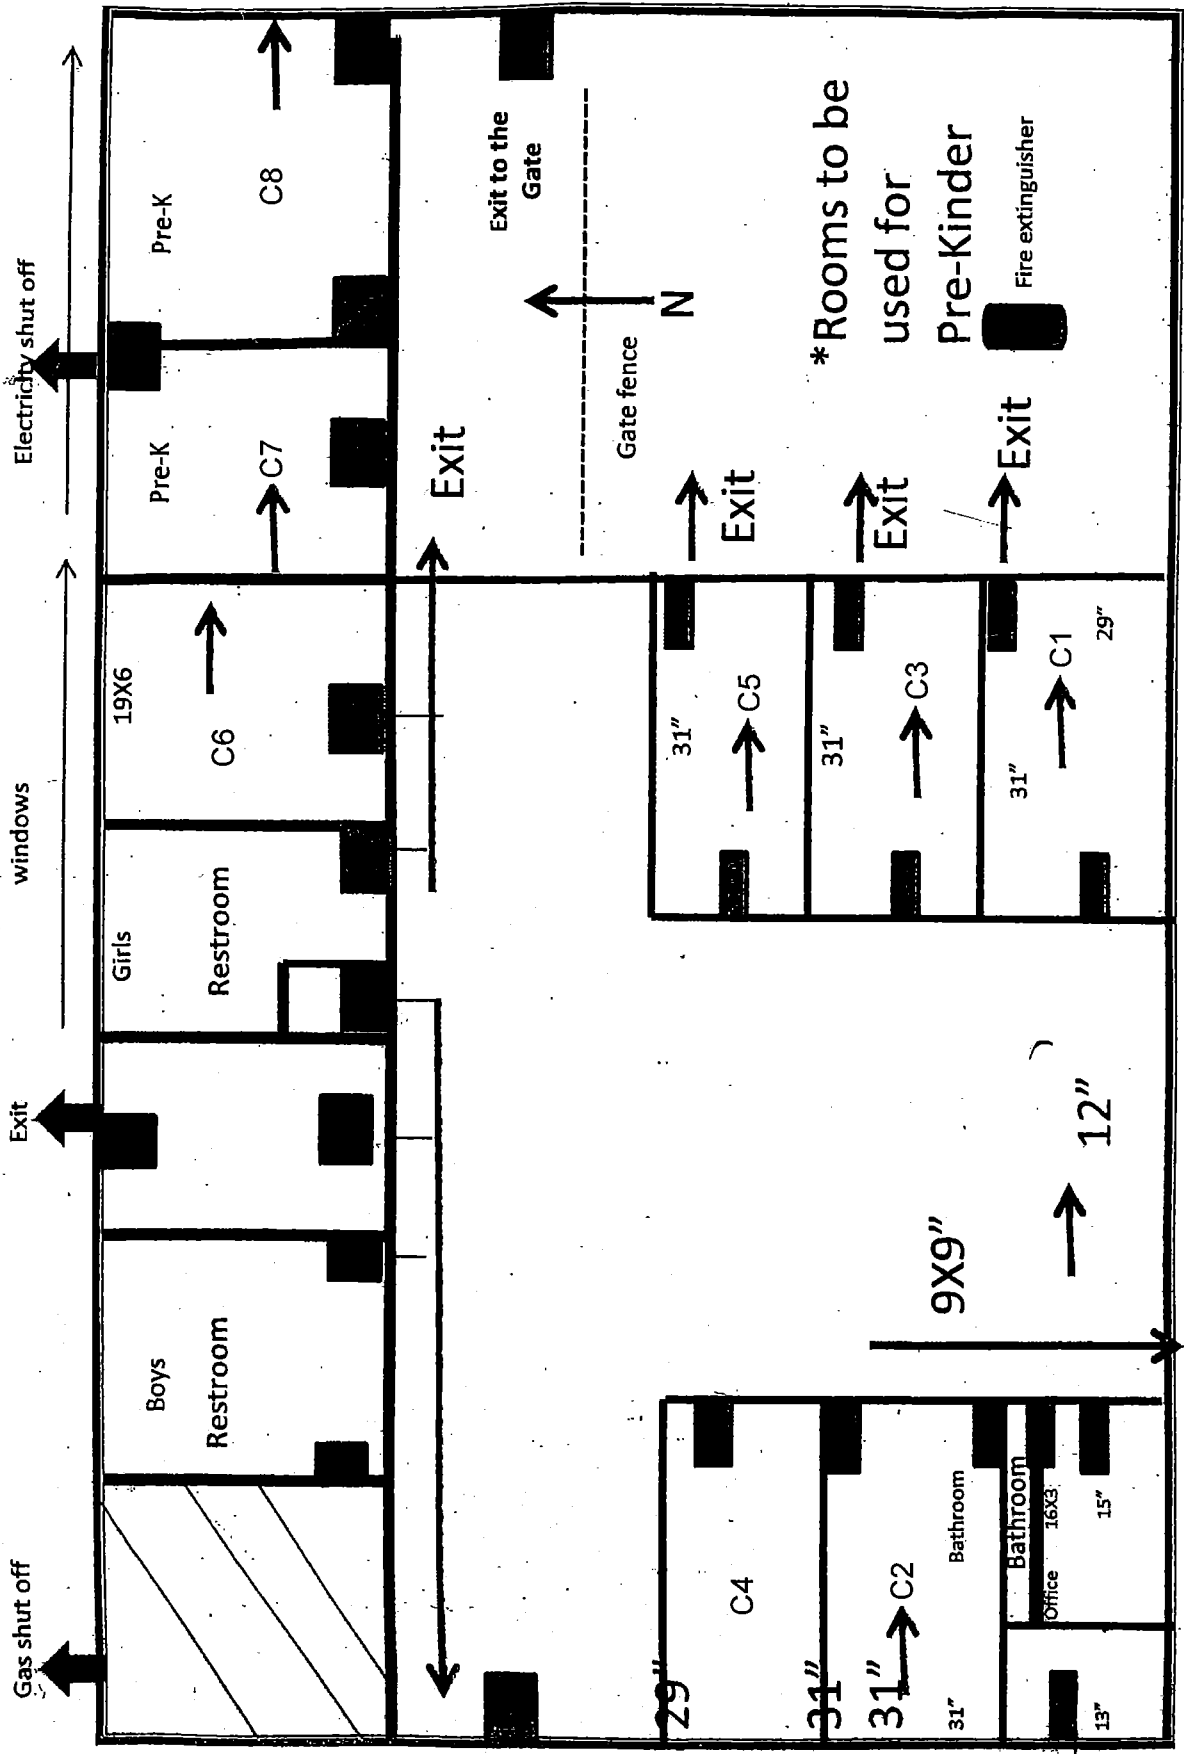 Gas shut off
Exit
windows
Electricity shut off
Boys
Restroom
Girls
Restroom
19X6
C6
Pre-K
C7
Pre-K
C8
Exit
Exit to the
Gate
Gate fence
N
29”
C4
31”
31”
C2
31”
Bathroom
Bathroom
Office
16X3
15”
13”
9X9”
12”
31”
C5
Exit
31”
C3
Exit
31”
C1
29”
Exit
*Rooms to be
used for
Pre-Kinder
Fire extinguisher